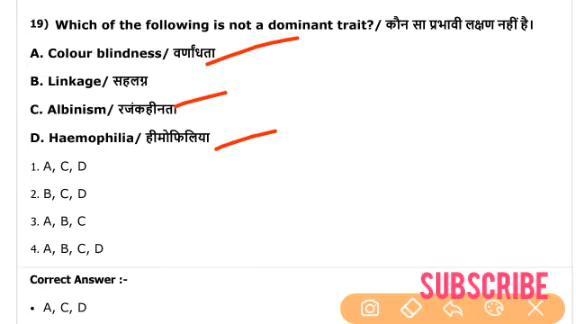 19) Which of the following is not a dominant trait?/ कौन सा प्रभावी लक्षण नहीं है।
A. Colour blindness/ वर्णांधता
B. Linkage/ सहलग्न
C. Albinism/ रजंकहीनता
D. Haemophilia/ हीमोफिलिया
1. A, C, D
2. B, C, D
3. A, B, C
4. A, B, C, D
Correct Answer :-
• A, C, D
SUBSCRIBE